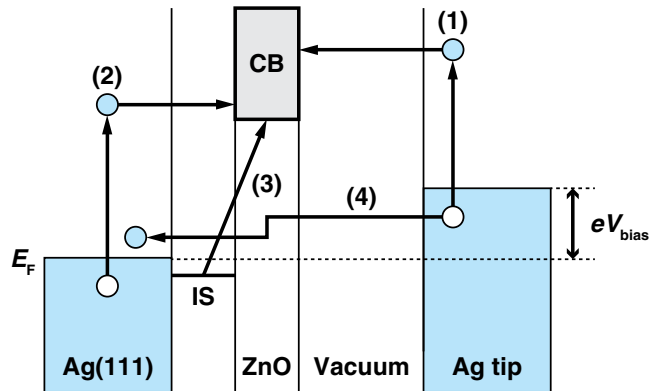 (1)
CB
(2)
(3)
(4)
eV_bias
E_F
IS
Ag(111)
ZnO
Vacuum
Ag tip